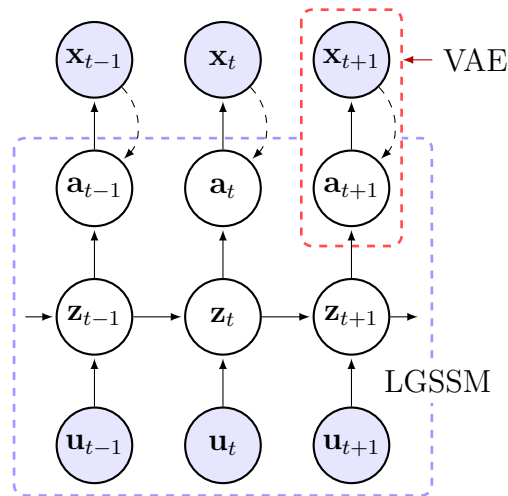 x_{t−1} x_t x_{t+1} VAE
a_{t−1} a_t a_{t+1}
z_{t−1} z_t z_{t+1}
LGSSM
u_{t−1} u_t u_{t+1}